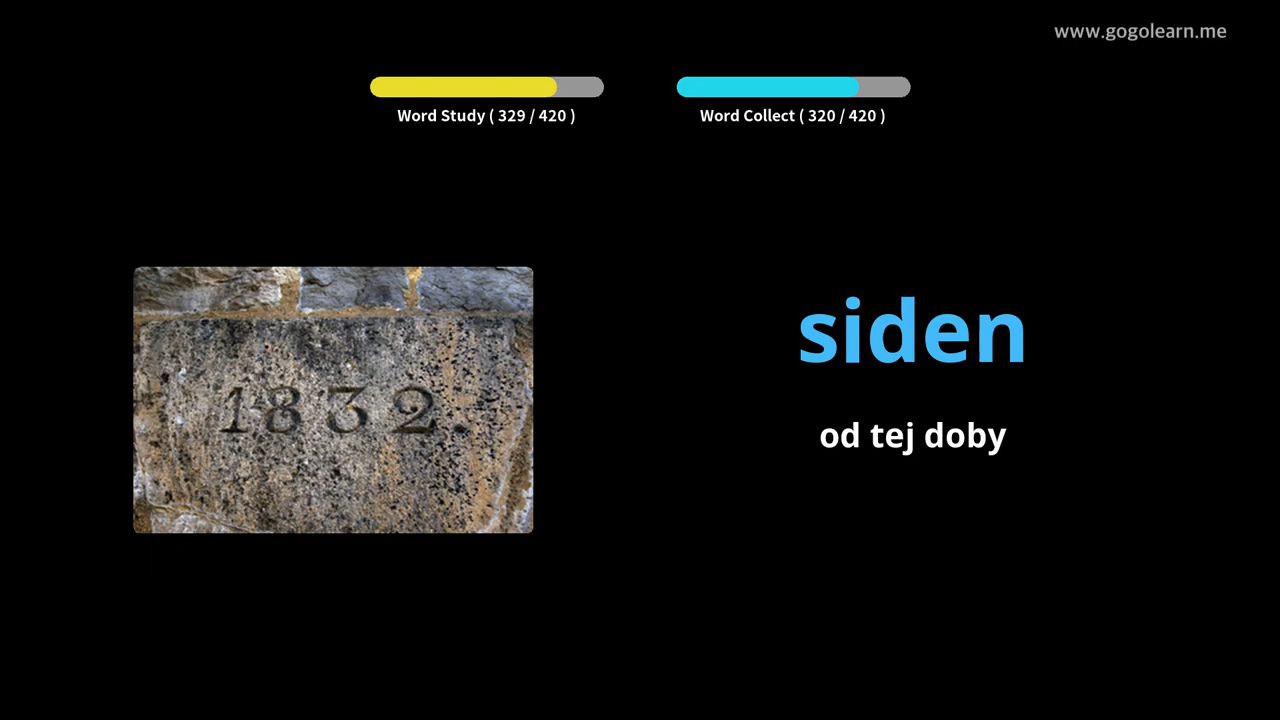 www.gogolearn.me
Word Study ( 329 / 420 )
Word Collect ( 320 / 420 )
1832.
siden
od tej doby